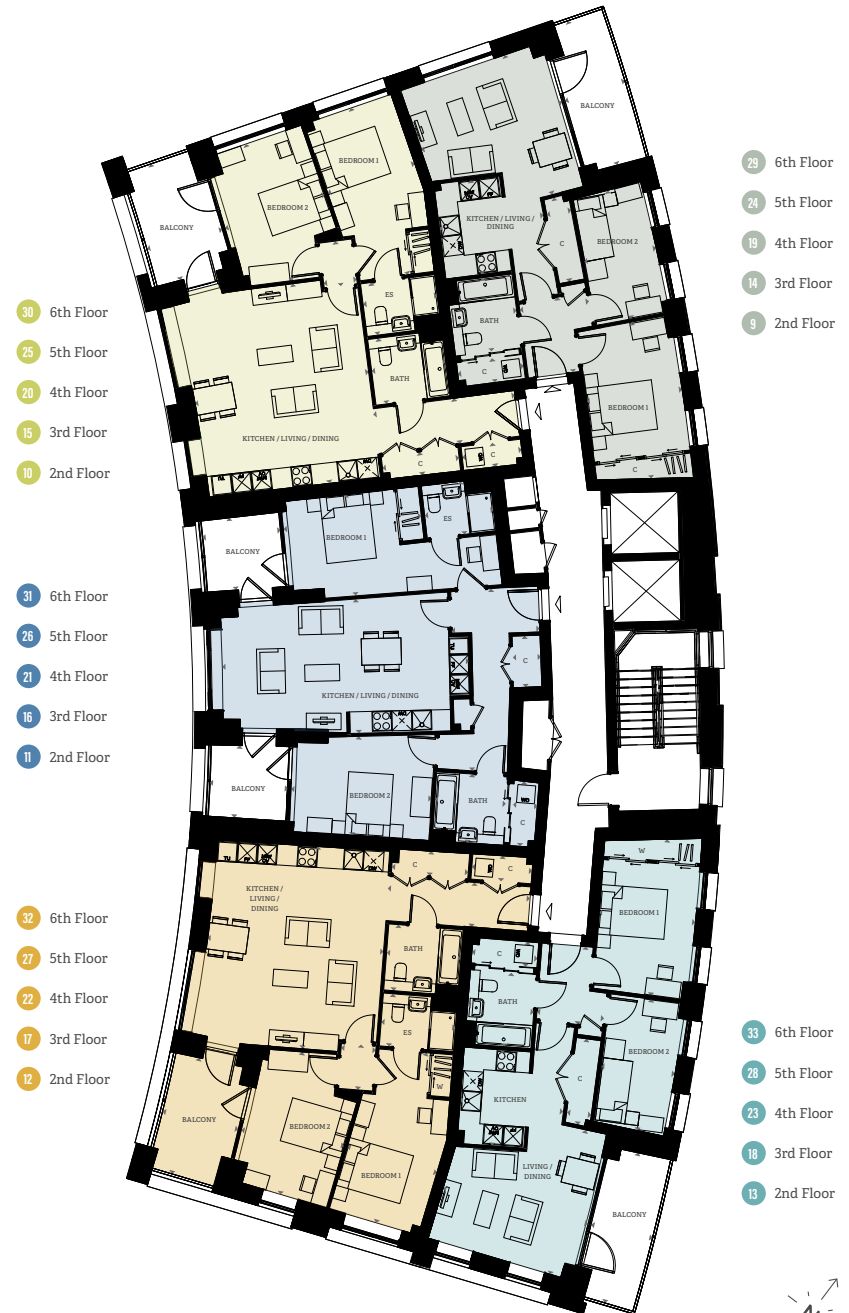 BALCONY
BEDROOM 1
BEDROOM 2
BALCONY
KITCHEN / LIVING /
DINING
C
BEDROOM 2
ES
BATH
BATH
C
BEDROOM 1
KITCHEN / LIVING / DINING
C
C
C
29 6th Floor
24 5th Floor
19 4th Floor
14 3rd Floor
9 2nd Floor
30 6th Floor
25 5th Floor
20 4th Floor
15 3rd Floor
10 2nd Floor
BALCONY
BEDROOM 1
ES
KITCHEN / LIVING / DINING
C
BALCONY
BEDROOM 2
BATH
WD
C
31 6th Floor
26 5th Floor
21 4th Floor
16 3rd Floor
11 2nd Floor
TU
KITCHEN /
LIVING /
DINING
C
C
BATH
ES
W
BALCONY
BEDROOM 2
BEDROOM 1
32 6th Floor
27 5th Floor
22 4th Floor
17 3rd Floor
12 2nd Floor
W
BEDROOM 1
C
BATH
BEDROOM 2
C
KITCHEN
LIVING /
DINING
BALCONY
33 6th Floor
28 5th Floor
23 4th Floor
18 3rd Floor
13 2nd Floor